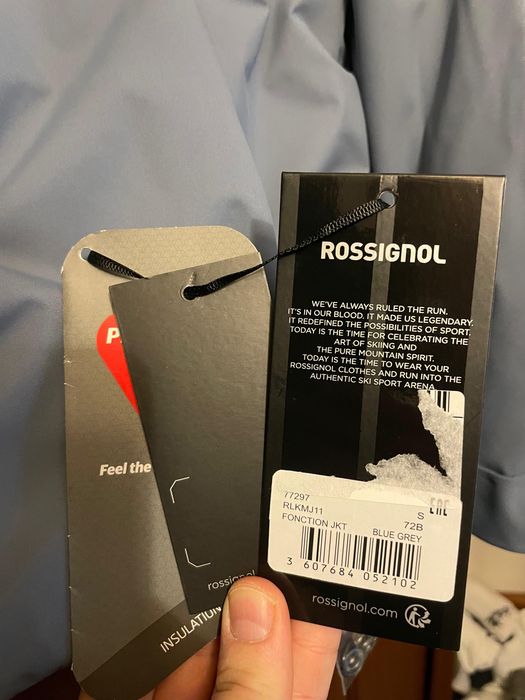 ROSSIGNOL
WE'VE ALWAYS RULED THE RUN.
IT'S IN OUR BLOOD. IT MADE US LEGENDARY.
IT REDEFINED THE POSSIBILITIES OF SPORT.
TODAY IS THE TIME FOR CELEBRATING THE
ART OF SKIING AND
THE PURE MOUNTAIN SPIRIT.
TODAY IS THE TIME TO WEAR YOUR
ROSSIGNOL CLOTHES AND RUN INTO THE
AUTHENTIC SKI SPORT ARENA
77297
RLKMJ11 S
FONCTION JKT 72B
BLUE GREY
EAC
3 607684 052102
rossignol.com
Feel the
rossignol
INSULATION